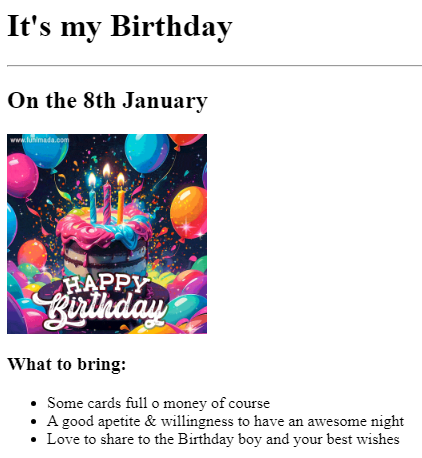 It's my Birthday
On the 8th January
www.funimada.com
HAPPY
Birthday
What to bring:
Some cards full o money of course
A good apetite & willingness to have an awesome night
Love to share to the Birthday boy and your best wishes